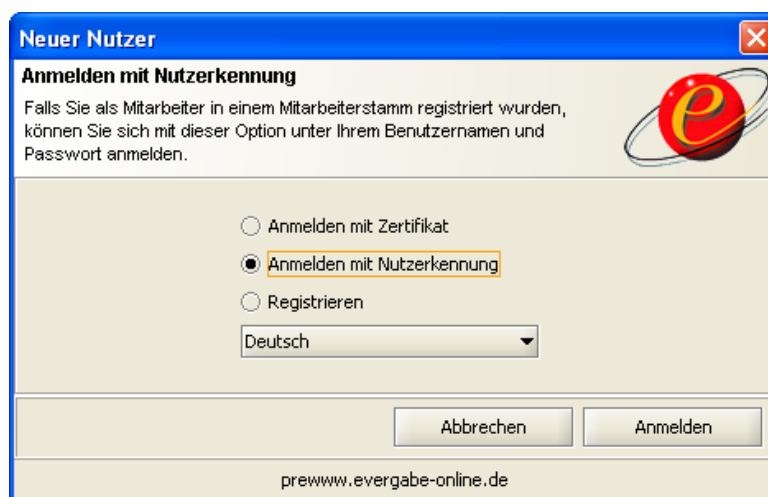 Neuer Nutzer
Anmelden mit Nutzerkennung
Falls Sie als Mitarbeiter in einem Mitarbeiterstamm registriert wurden,
können Sie sich mit dieser Option unter Ihrem Benutzernamen und
Passwort anmelden.
e
Anmelden mit Zertifikat
Anmelden mit Nutzerkennung
Registrieren
Deutsch
Abbrechen
Anmelden
prewww.evergabe-online.de